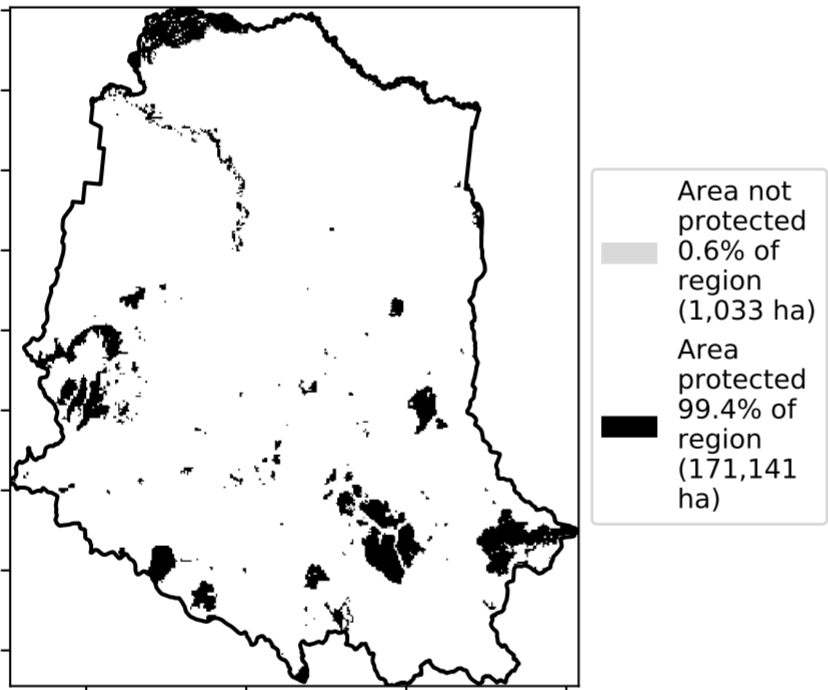 Area not
protected
0.6% of
region
(1,033 ha)
Area
protected
99.4% of
region
(171,141
ha)